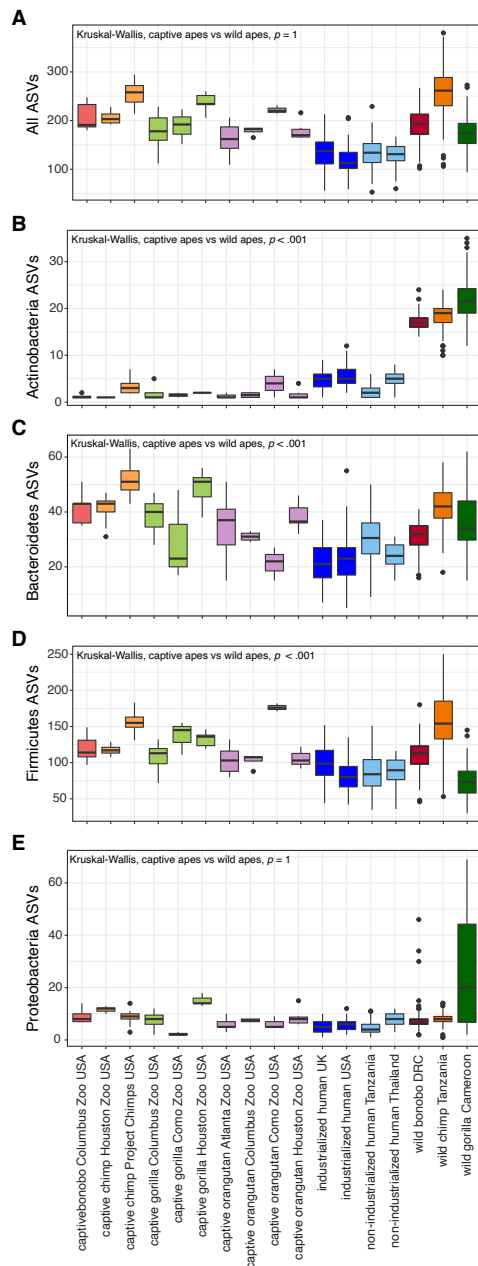 A
Kruskal-Wallis, captive apes vs wild apes, p = 1
All ASVs
300
200
100
B
Kruskal-Wallis, captive apes vs wild apes, p < .001
Actinobacteria ASVs
30
20
10
0
C
Kruskal-Wallis, captive apes vs wild apes, p < .001
Bacteroidetes ASVs
60
40
20
D
Kruskal-Wallis, captive apes vs wild apes, p < .001
Firmicutes ASVs
250
200
150
100
50
E
Kruskal-Wallis, captive apes vs wild apes, p = 1
Proteobacteria ASVs
60
40
20
0
captivebonobo Columbus Zoo USA
captive chimp Houston Zoo USA
captive chimp Project Chimps USA
captive gorilla Columbus Zoo USA
captive gorilla Como Zoo USA
captive gorilla Houston Zoo USA
captive orangutan Atlanta Zoo USA
captive orangutan Columbus Zoo USA
captive orangutan Como Zoo USA
captive orangutan Houston Zoo USA
industrialized human UK
industrialized human USA
non-industrialized human Tanzania
non-industrialized human Thailand
wild bonobo DRC
wild chimp Tanzania
wild gorilla Cameroon